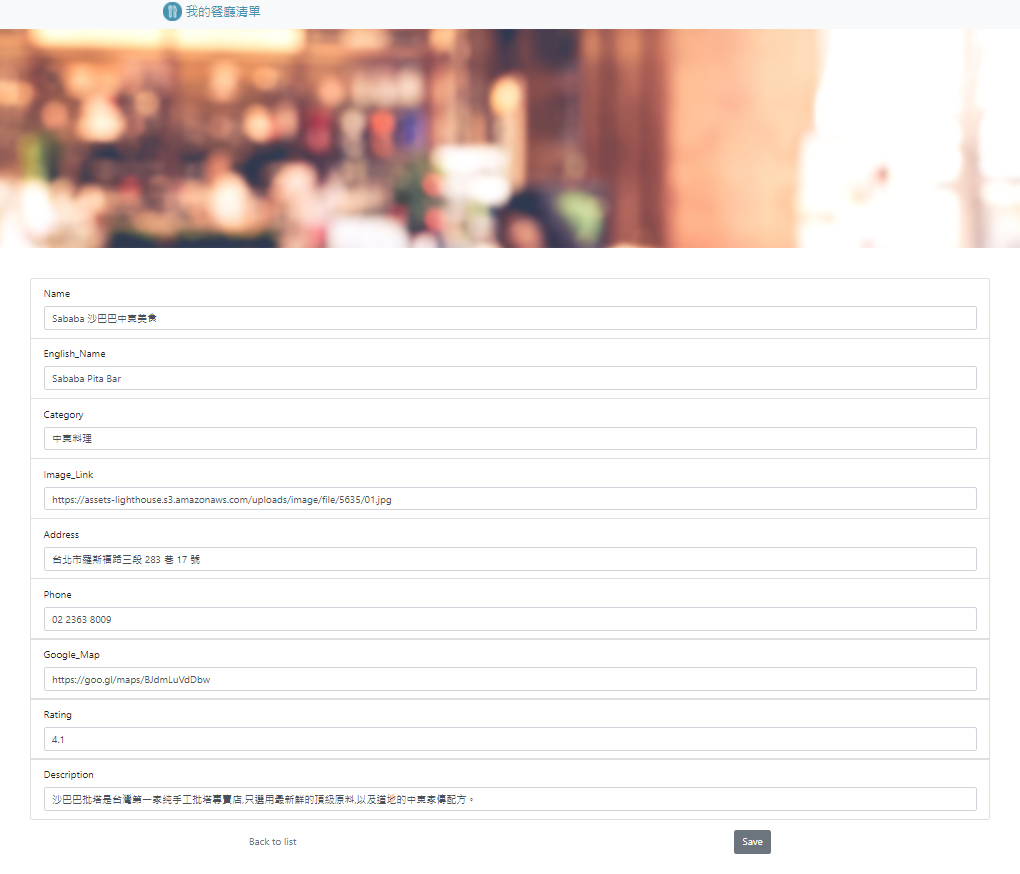 我的餐廳清單
Name
Sababa 沙巴巴中東美食
English_Name
Sababa Pita Bar
Category
中東料理
Image_Link
https://assets-lighthouse.s3.amazonaws.com/uploads/image/file/5635/01.jpg
Address
台北市羅斯福路三段 283 巷 17 號
Phone
02 2363 8009
Google_Map
https://goo.gl/maps/BJdmLuVdDbw
Rating
4.1
Description
沙巴巴批塔是台灣第一家純手工批塔專賣店,只選用最新鮮的頂級原料,以及道地的中東家傳配方。
Back to list
Save